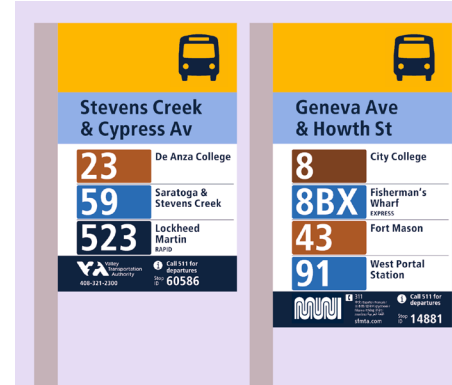 Stevens Creek
& Cypress Av
23
De Anza College
59
Saratoga &
Stevens Creek
523
Lockheed
Martin
RAPID
VTA
Valley
Transportation
Authority
408-321-2300
Call 511 for
departures
Stop
ID
60586
Geneva Ave
& Howth St
8
City College
8BX
Fisherman's
Wharf
EXPRESS
43
Fort Mason
91
West Portal
Station
MUNI
311
sfmta.com
Call 511 for
departures
Stop
ID
14881